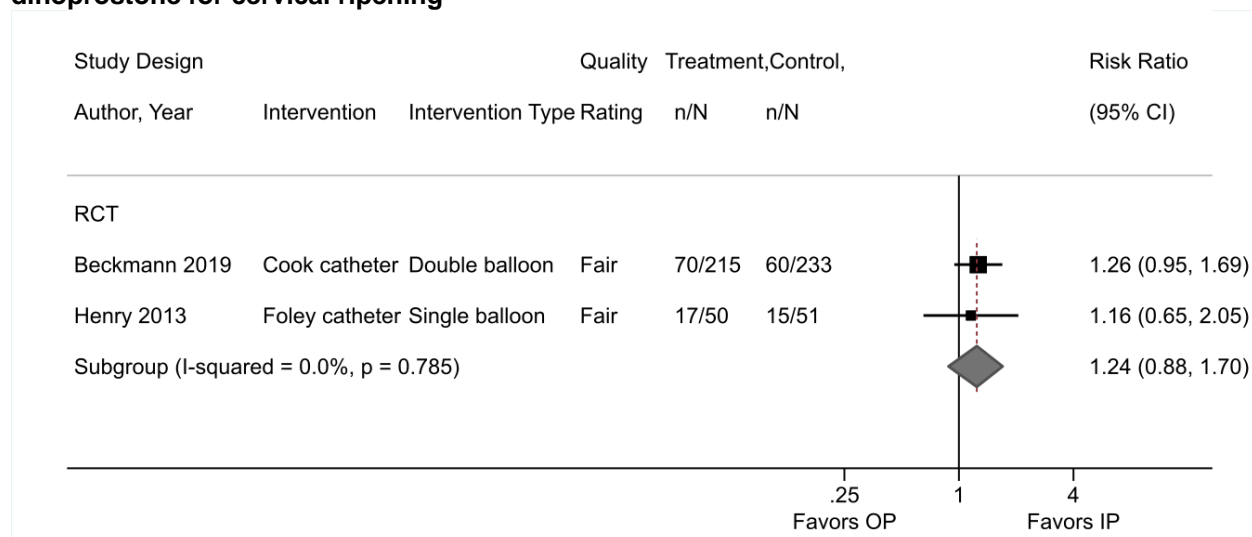 dinoprostone for cervical ripening
Study Design Quality Treatment,Control, Risk Ratio
Author, Year Intervention Intervention Type Rating n/N n/N (95% CI)
RCT
Beckmann 2019 Cook catheter Double balloon Fair 70/215 60/233 1.26 (0.95, 1.69)
Henry 2013 Foley catheter Single balloon Fair 17/50 15/51 1.16 (0.65, 2.05)
Subgroup (I-squared = 0.0%, p = 0.785) 1.24 (0.88, 1.70)
.25 1 4
Favors OP Favors IP